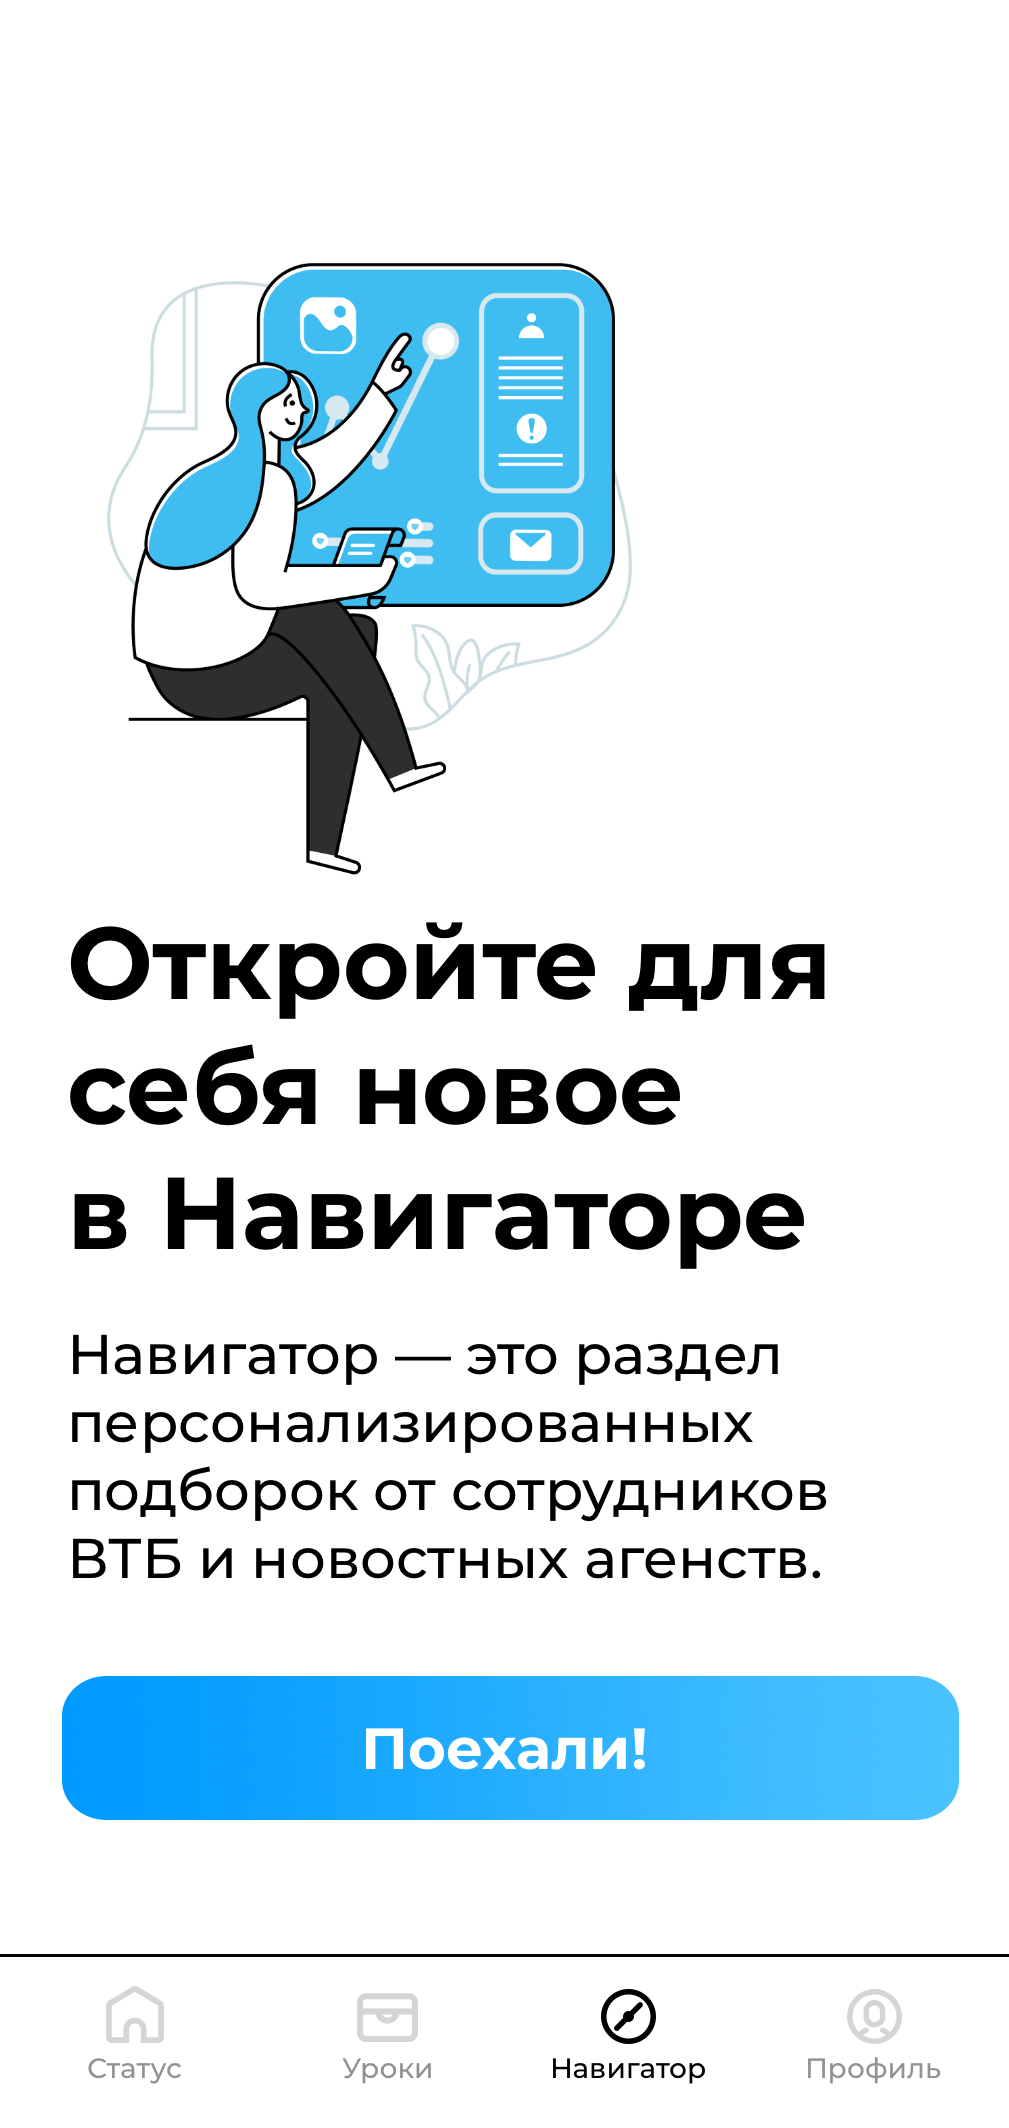 Откройте для
себя новое
в Навигаторе
Навигатор — это раздел
персонализированных
подборок от сотрудников
ВТБ и новостных агенств.
Поехали!
Статус
Уроки
Навигатор
Профиль